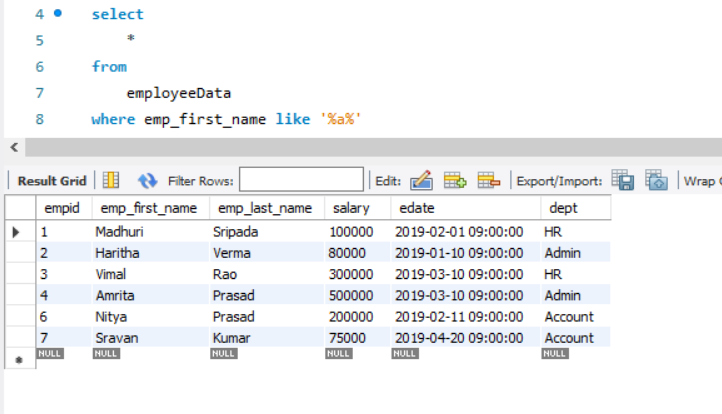 4 select
5 *
6 from
7 employeeData
8 where emp_first_name like '%a%'
Result Grid Filter Rows: Edit: Export/Import: Wrap C
empid emp_first_name emp_last_name salary edate dept
1 Madhuri Sripada 100000 2019-02-01 09:00:00 HR
2 Haritha Verma 80000 2019-01-10 09:00:00 Admin
3 Vimal Rao 300000 2019-03-10 09:00:00 HR
4 Amrita Prasad 500000 2019-03-10 09:00:00 Admin
6 Nitya Prasad 200000 2019-02-11 09:00:00 Account
7 Sravan Kumar 75000 2019-04-20 09:00:00 Account
NULL NULL NULL NULL NULL NULL